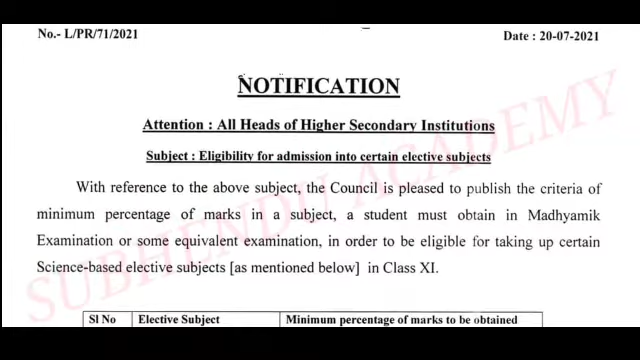 No.- L/PR/71/2021 Date : 20-07-2021
NOTIFICATION
Attention : All Heads of Higher Secondary Institutions
Subject : Eligibility for admission into certain elective subjects
With reference to the above subject, the Council is pleased to publish the criteria of
minimum percentage of marks in a subject, a student must obtain in Madhyamik
Examination or some equivalent examination, in order to be eligible for taking up certain
Science-based elective subjects [as mentioned below] in Class XI.
SUBHENDU ACADEMY
Sl No Elective Subject Minimum percentage of marks to be obtained